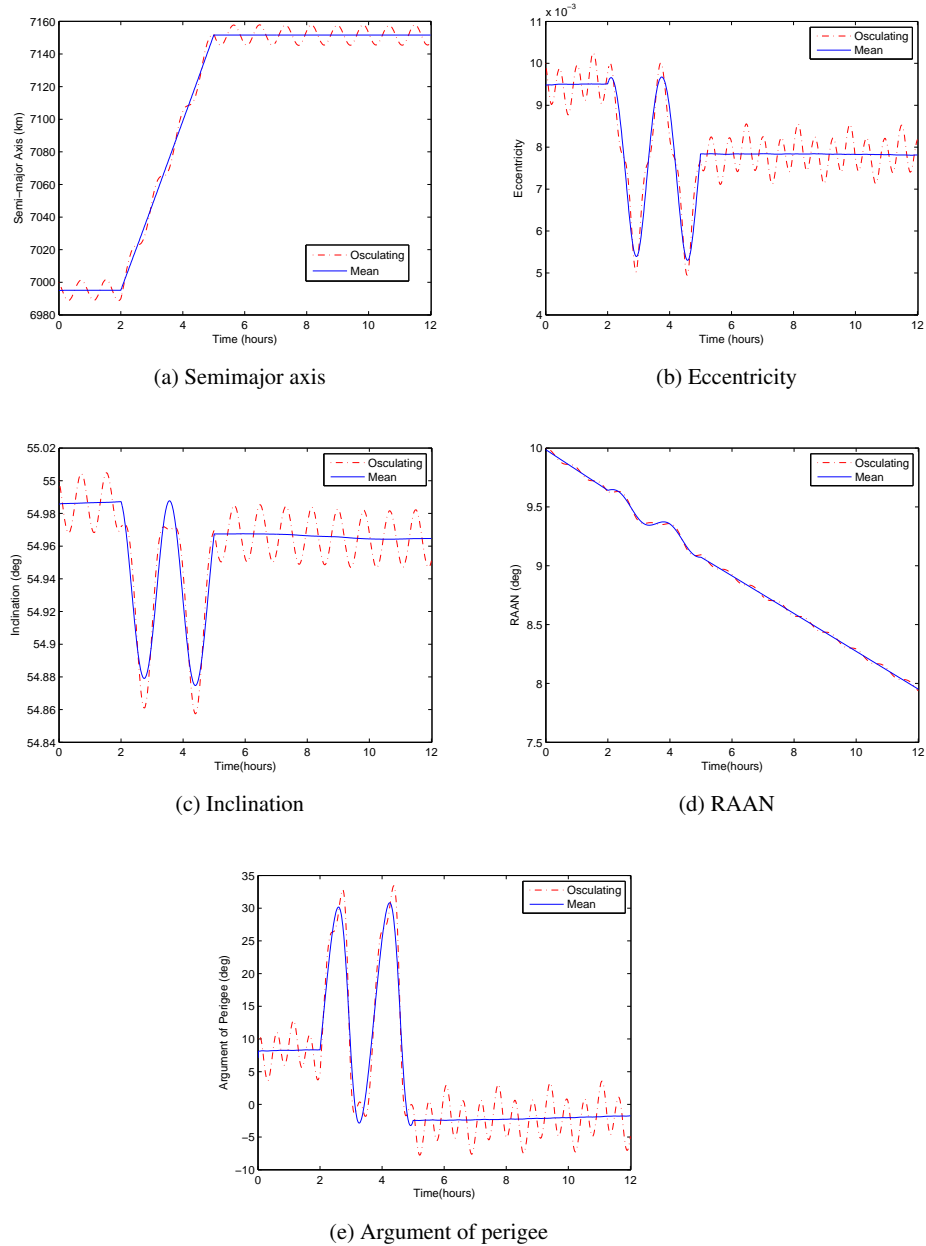 7160
7140
7120
7100
7080
7060
7040
7020
7000
6980
Semi−major Axis (km)
0 2 4 6 8 10 12
Time (hours)
Osculating
Mean
(a) Semimajor axis
x 10−3
11
10
9
8
7
6
5
4
Eccentricity
0 2 4 6 8 10 12
Time (hours)
Osculating
Mean
(b) Eccentricity
55.02
55
54.98
54.96
54.94
54.92
54.9
54.88
54.86
54.84
Inclination (deg)
0 2 4 6 8 10 12
Time(hours)
Osculating
Mean
(c) Inclination
10
9.5
9
8.5
8
7.5
RAAN (deg)
0 2 4 6 8 10 12
Time(hours)
Osculating
Mean
(d) RAAN
35
30
25
20
15
10
5
0
−5
−10
Argument of Perigee (deg)
0 2 4 6 8 10 12
Time(hours)
Osculating
Mean
(e) Argument of perigee